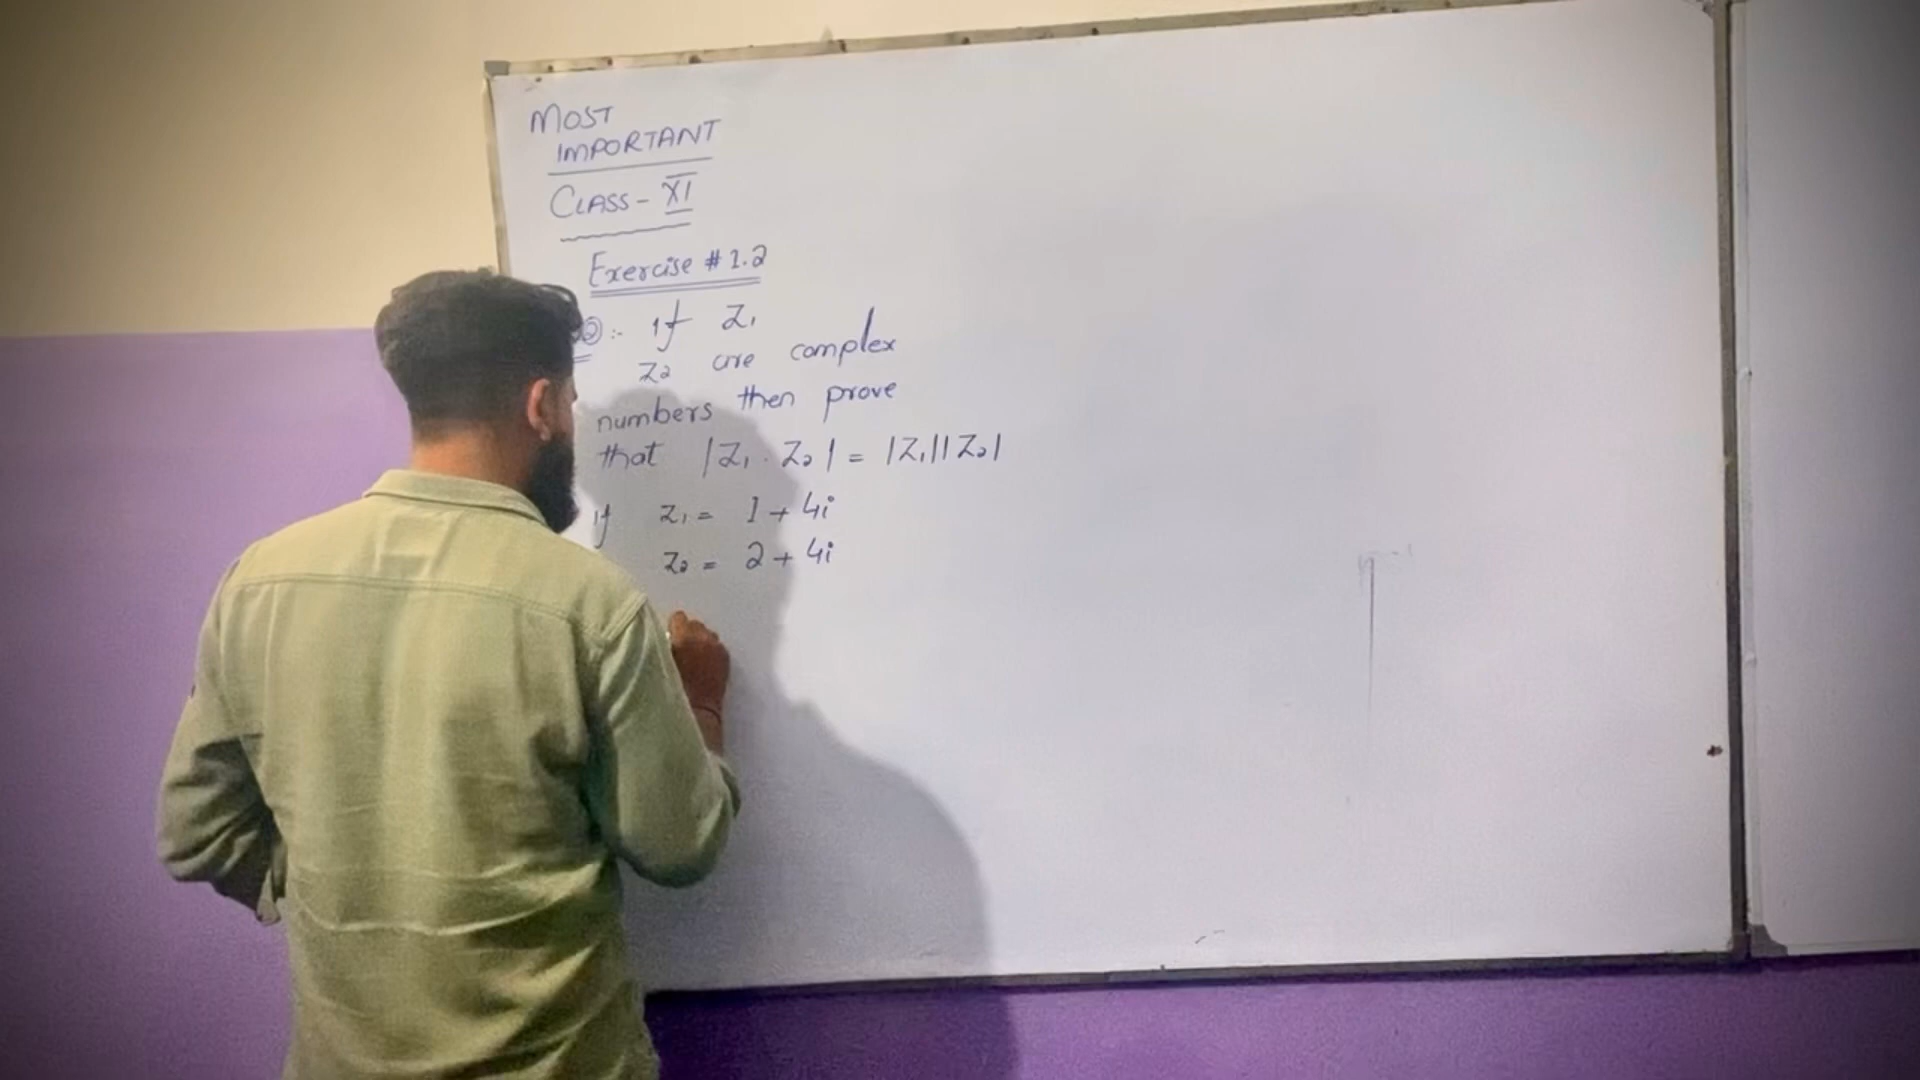 MOST
IMPORTANT
CLASS - XI
Exercise # 1.2
2 :- If Z₁
Z₂ are complex
numbers then prove
that |Z₁ . Z₂| = |Z₁||Z₂|
if Z₁ = 1 + 4i
Z₂ = 2 + 4i